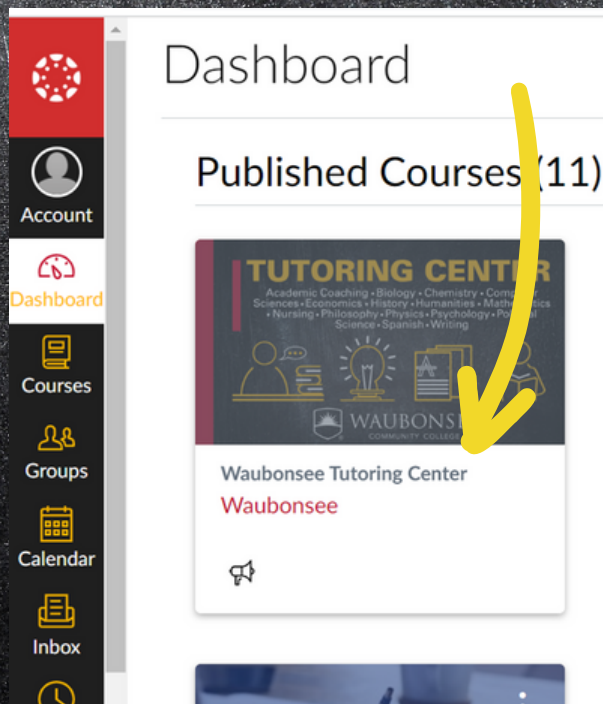 Dashboard
Published Courses (11)
Account
Dashboard
Courses
Groups
Calendar
Inbox
TUTORING CENTER
Academic Coaching • Biology • Chemistry • Computer
Sciences • Economics • History • Humanities • Mathematics
• Nursing • Philosophy • Physics • Psychology • Political
Science • Spanish • Writing
WAUBONSEE
COMMUNITY COLLEGE
Waubonsee Tutoring Center
Waubonsee